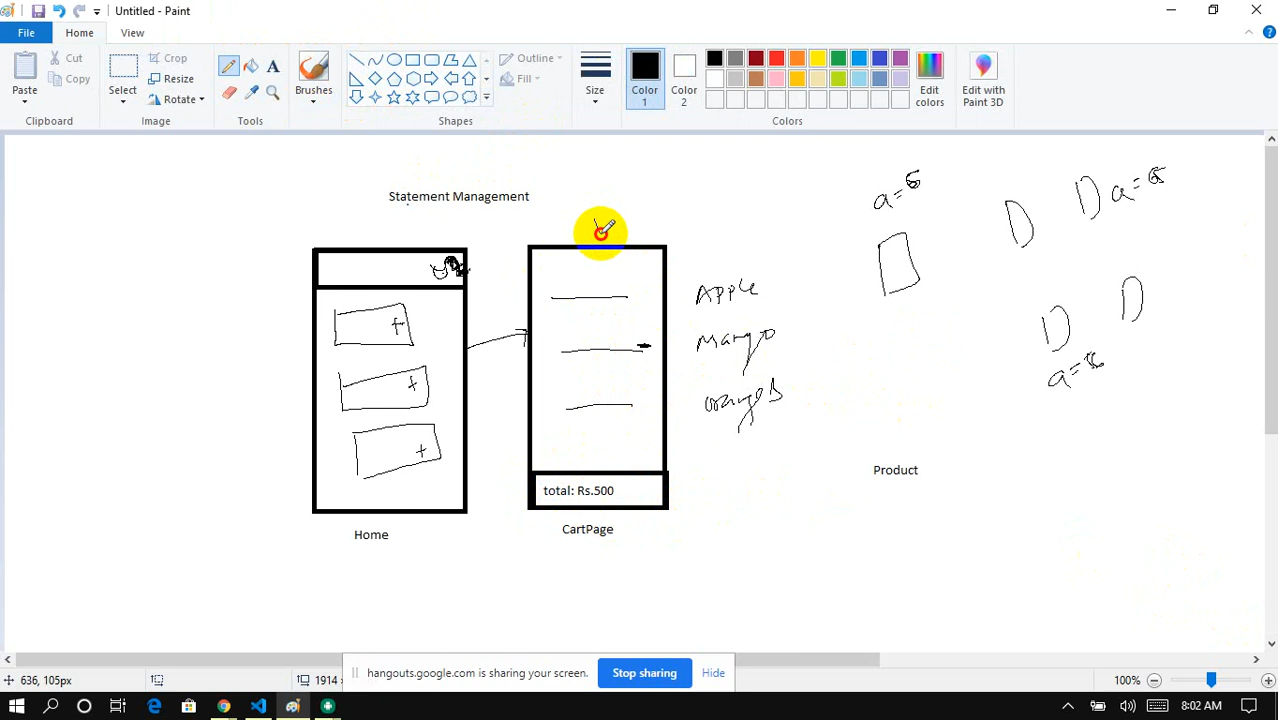 Untitled - Paint
File
Home
View
Paste
Cut
Copy
Clipboard
Select
Crop
Resize
Rotate
Image
A
Tools
Brushes
Outline
Fill
Shapes
Size
Color 1
Color 2
Edit colors
Edit with Paint 3D
Colors
Statement Management
a=
a=
Apple
Mango
a=
+
+
+
total: Rs.500
Home
CartPage
Product
hangouts.google.com is sharing your screen.
Stop sharing
Hide
636, 105px
1914 ×
100%
8:02 AM